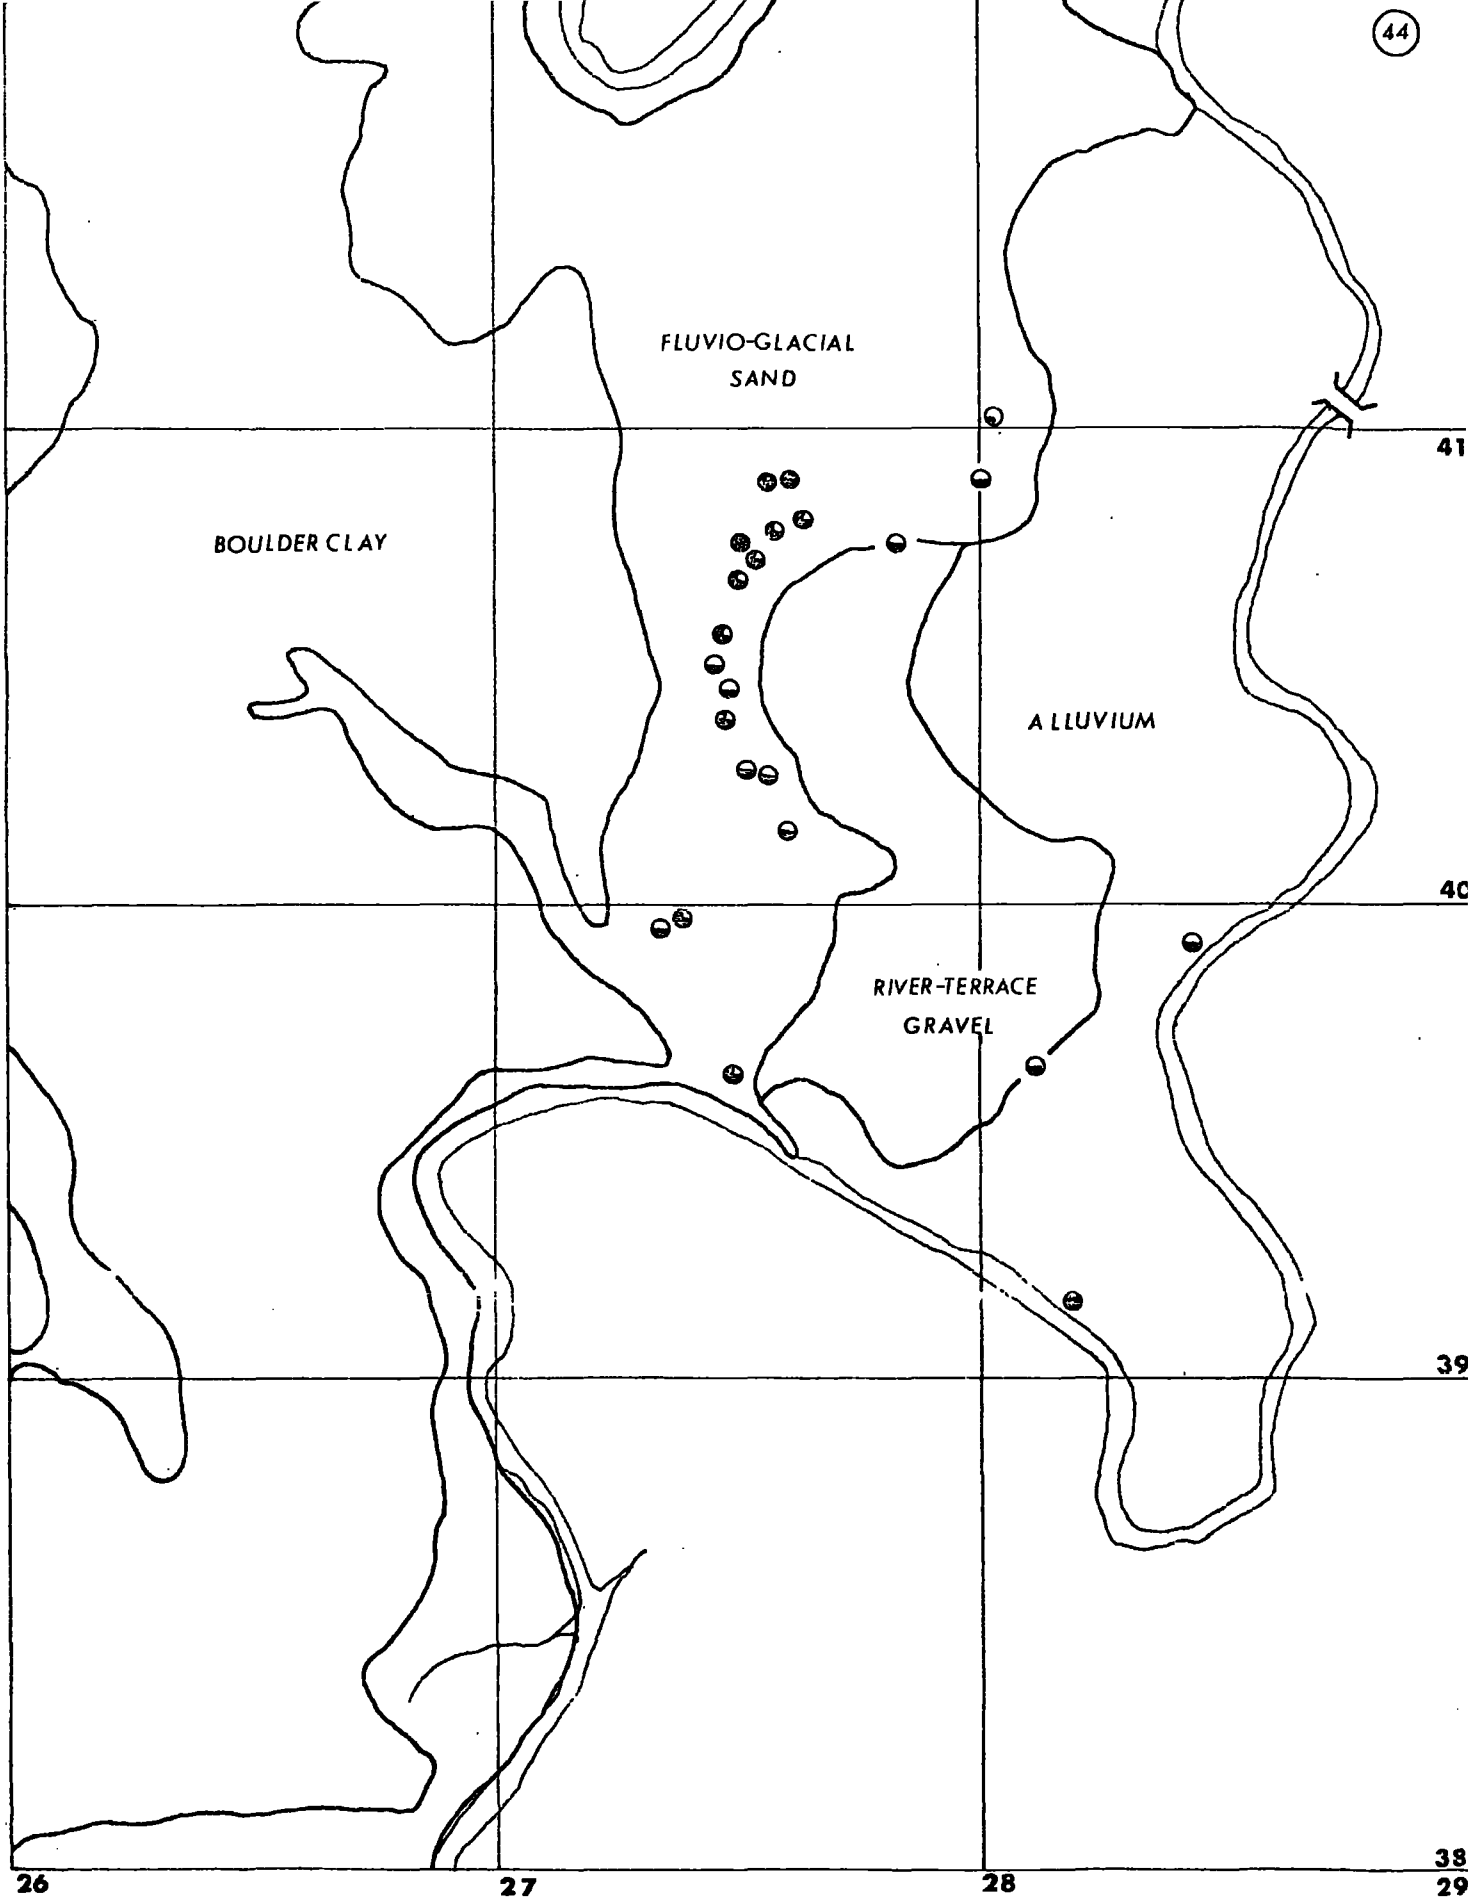 44
FLUVIO-GLACIAL
SAND
41
BOULDER CLAY
ALLUVIUM
40
RIVER-TERRACE
GRAVEL
39
38
26 27 28 29